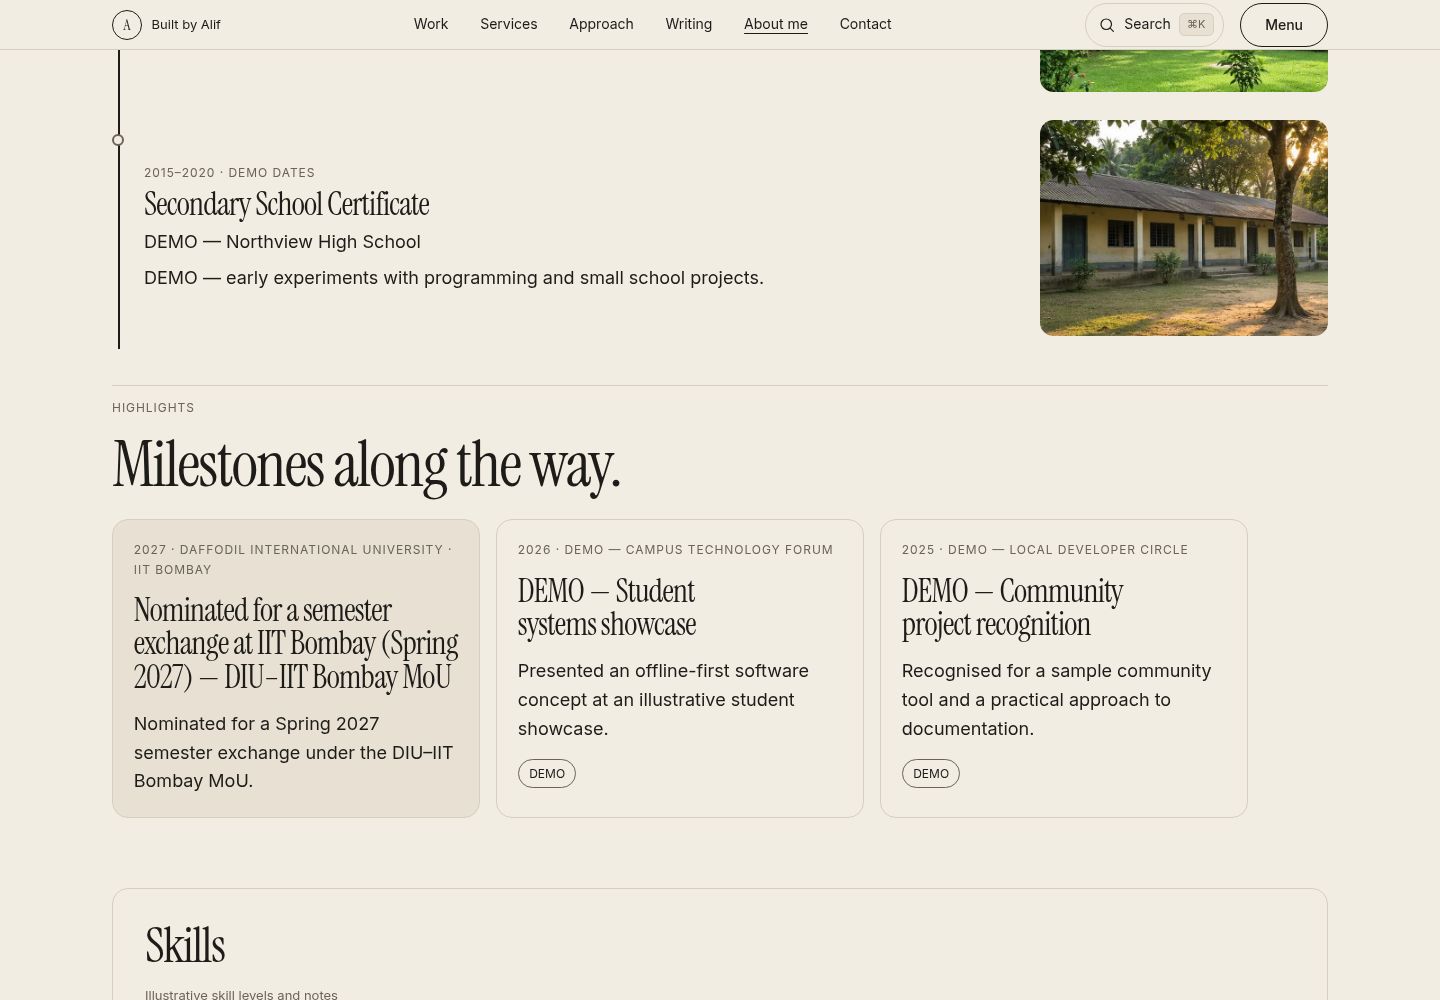 A
Built by Alif
Work
Services
Approach
Writing
About me
Contact
Search
⌘K
Menu
2015–2020 · DEMO DATES
Secondary School Certificate
DEMO — Northview High School
DEMO — early experiments with programming and small school projects.
HIGHLIGHTS
Milestones along the way.
2027 · DAFFODIL INTERNATIONAL UNIVERSITY ·
IIT BOMBAY
Nominated for a semester
exchange at IIT Bombay (Spring
2027) — DIU–IIT Bombay MoU
Nominated for a Spring 2027
semester exchange under the DIU–IIT
Bombay MoU.
2026 · DEMO — CAMPUS TECHNOLOGY FORUM
DEMO — Student
systems showcase
Presented an offline-first software
concept at an illustrative student
showcase.
DEMO
2025 · DEMO — LOCAL DEVELOPER CIRCLE
DEMO — Community
project recognition
Recognised for a sample community
tool and a practical approach to
documentation.
DEMO
Skills
Illustrative skill levels and notes